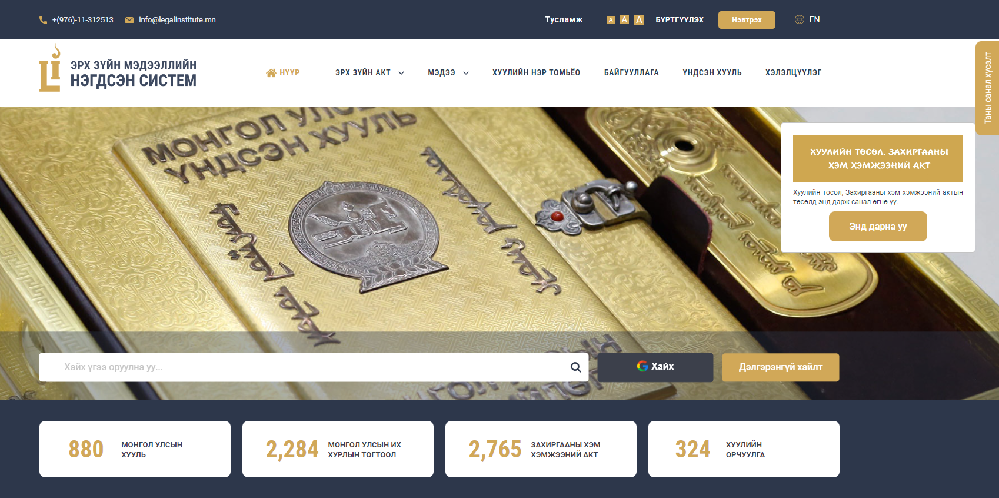 +(976)-11-312513
info@legalinstitute.mn
Тусламж
A A A
БҮРТГҮҮЛЭХ
Нэвтрэх
EN
ЭРХ ЗҮЙН МЭДЭЭЛЛИЙН
НЭГДСЭН СИСТЕМ
НҮҮР
ЭРХ ЗҮЙН АКТ
МЭДЭЭ
ХУУЛИЙН НЭР ТОМЬЁО
БАЙГУУЛЛАГА
ҮНДСЭН ХУУЛЬ
ХЭЛЭЛЦҮҮЛЭГ
Таны санал хүсэлт
МОНГОЛ УЛСЫН
ҮНДСЭН ХУУЛЬ
ХУУЛИЙН ТӨСӨЛ, ЗАХИРГААНЫ
ХЭМ ХЭМЖЭЭНИЙ АКТ
Хуулийн төсөл, Захиргааны хэм хэмжээний актын
төсөлд энд дарж санал өгнө үү.
Энд дарна уу
Хайх үгээ оруулна уу...
Хайх
Дэлгэрэнгүй хайлт
880
МОНГОЛ УЛСЫН
ХУУЛЬ
2,284
МОНГОЛ УЛСЫН ИХ
ХУРЛЫН ТОГТООЛ
2,765
ЗАХИРГААНЫ ХЭМ
ХЭМЖЭЭНИЙ АКТ
324
ХУУЛИЙН
ОРЧУУЛГА